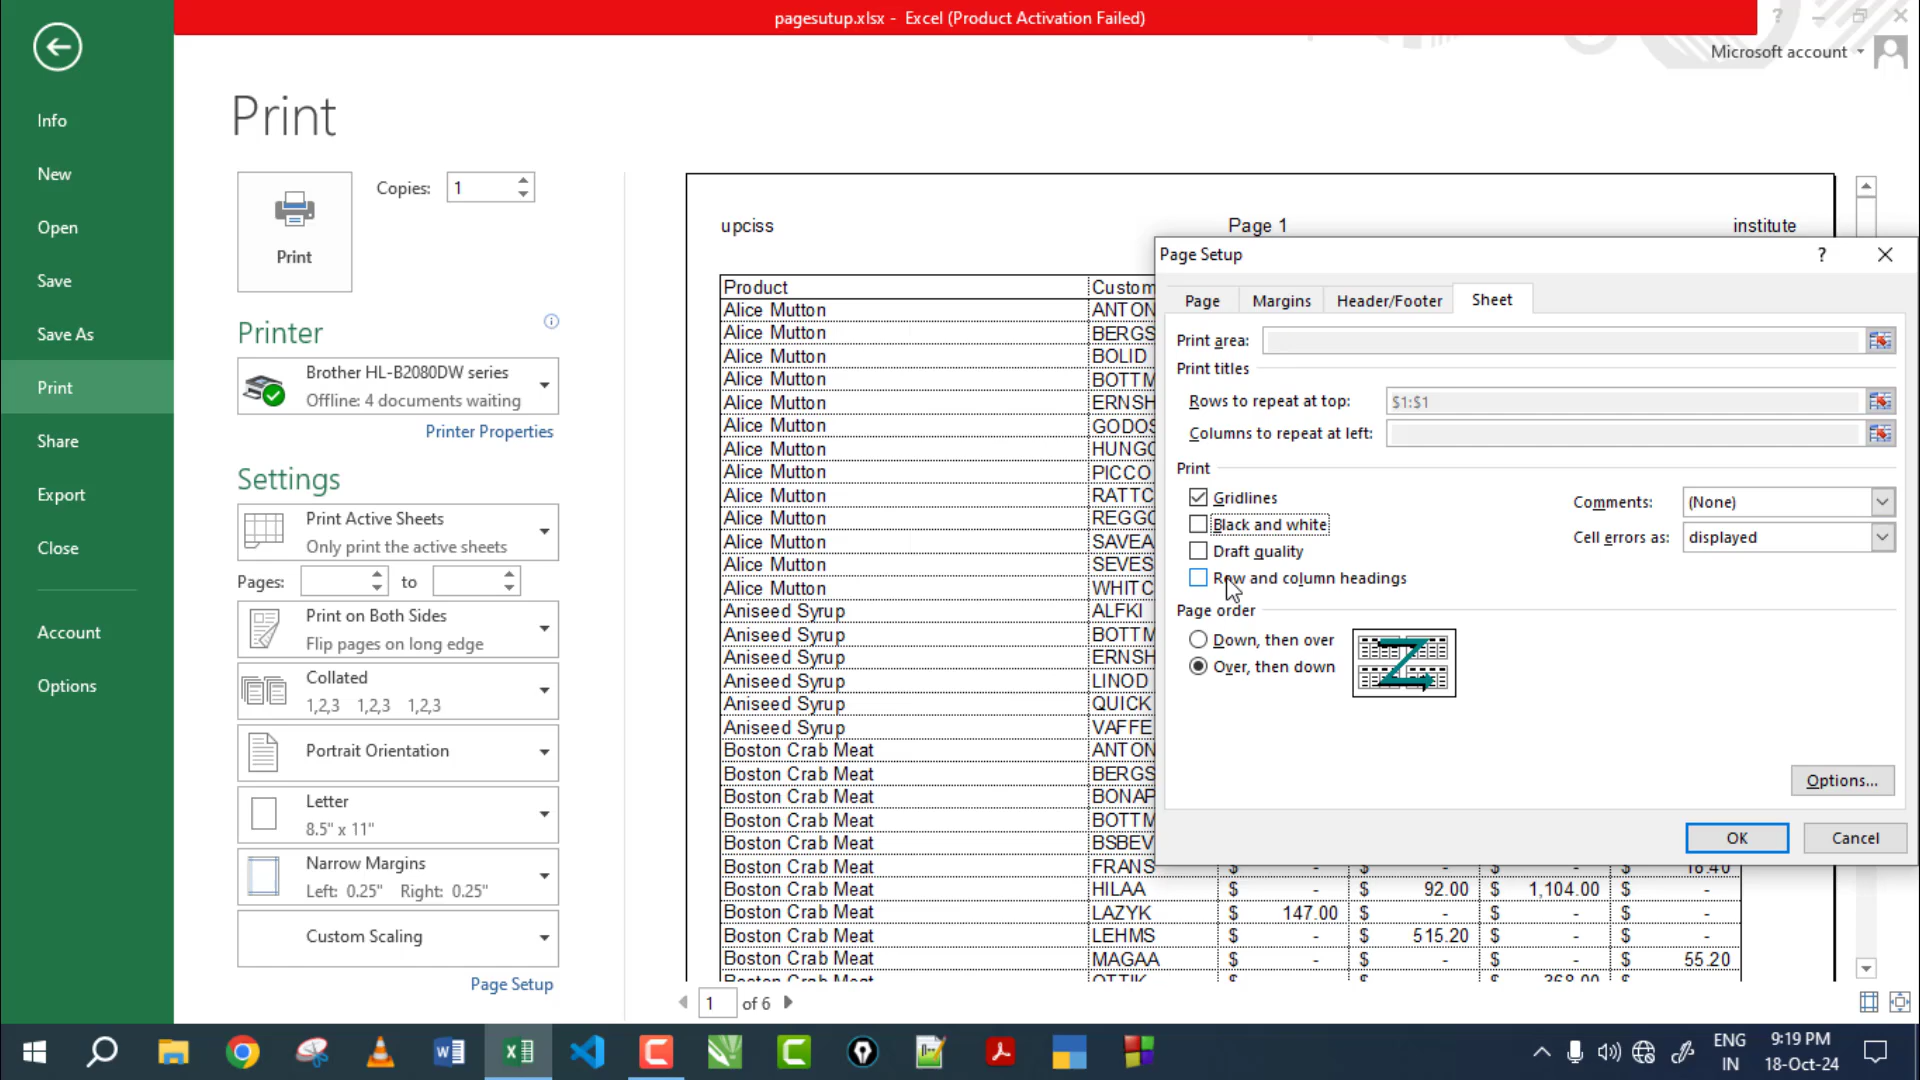 pagesutup.xlsx - Excel (Product Activation Failed)
Microsoft account
Info
New
Open
Save
Save As
Print
Share
Export
Close
Account
Options
Print
Print
Copies: 1
Printer
Brother HL-B2080DW series
Offline: 4 documents waiting
Printer Properties
Settings
Print Active Sheets
Only print the active sheets
Pages: to
Print on Both Sides
Flip pages on long edge
Collated
1,2,3 1,2,3 1,2,3
Portrait Orientation
Letter
8.5" x 11"
Narrow Margins
Left: 0.25" Right: 0.25"
Custom Scaling
Page Setup
upciss Page 1 institute
Product Custom
Alice Mutton ANTON
Alice Mutton BERGS
Alice Mutton BOLID
Alice Mutton BOTTM
Alice Mutton ERNSH
Alice Mutton GODOS
Alice Mutton HUNGC
Alice Mutton PICCO
Alice Mutton RATTC
Alice Mutton REGGC
Alice Mutton SAVEA
Alice Mutton SEVES
Alice Mutton WHITC
Aniseed Syrup ALFKI
Aniseed Syrup BOTTM
Aniseed Syrup ERNSH
Aniseed Syrup LINOD
Aniseed Syrup QUICK
Aniseed Syrup VAFFE
Boston Crab Meat ANTON
Boston Crab Meat BERGS
Boston Crab Meat BONAP
Boston Crab Meat BOTTM
Boston Crab Meat BSBEV
Boston Crab Meat FRANS $ - $ - $ - $ 18.40
Boston Crab Meat HILAA $ - $ 92.00 $ 1,104.00 $ -
Boston Crab Meat LAZYK $ 147.00 $ - $ - $ -
Boston Crab Meat LEHMS $ - $ 515.20 $ - $ -
Boston Crab Meat MAGAA $ - $ - $ - $ 55.20
Boston Crab Meat OTTIK $ - $ - $ 368.00 $ -
1 of 6
Page Setup
?
Page Margins Header/Footer Sheet
Print area:
Print titles
Rows to repeat at top: $1:$1
Columns to repeat at left:
Print
Gridlines
Black and white
Draft quality
Row and column headings
Comments: (None)
Cell errors as: displayed
Page order
Down, then over
Over, then down
Options...
OK Cancel
ENG
IN
9:19 PM
18-Oct-24